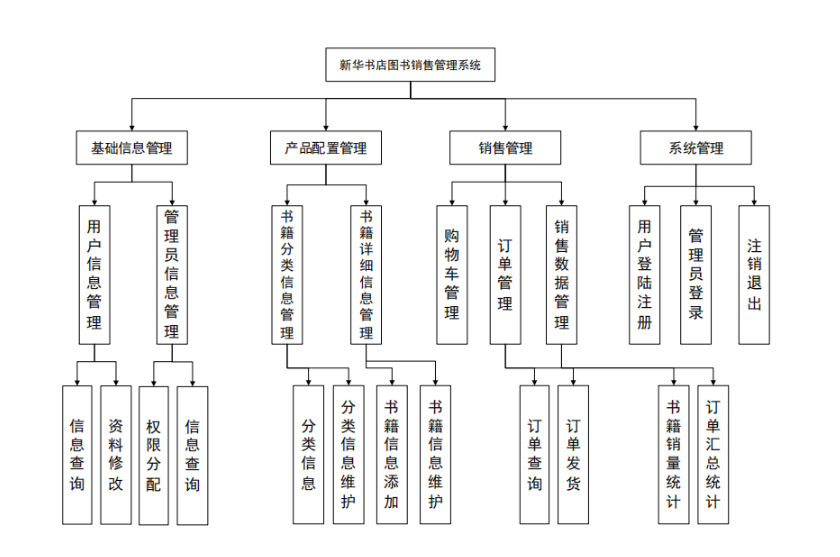 新华书店图书销售管理系统
基础信息管理
产品配置管理
销售管理
系统管理
用户信息管理
管理员信息管理
书籍分类信息管理
书籍详细信息管理
购物车管理
订单管理
销售数据管理
用户登陆注册
管理员登录
注销退出
信息查询
资料修改
权限分配
信息查询
分类信息
分类信息维护
书籍信息添加
书籍信息维护
订单查询
订单发货
书籍销量统计
订单汇总统计